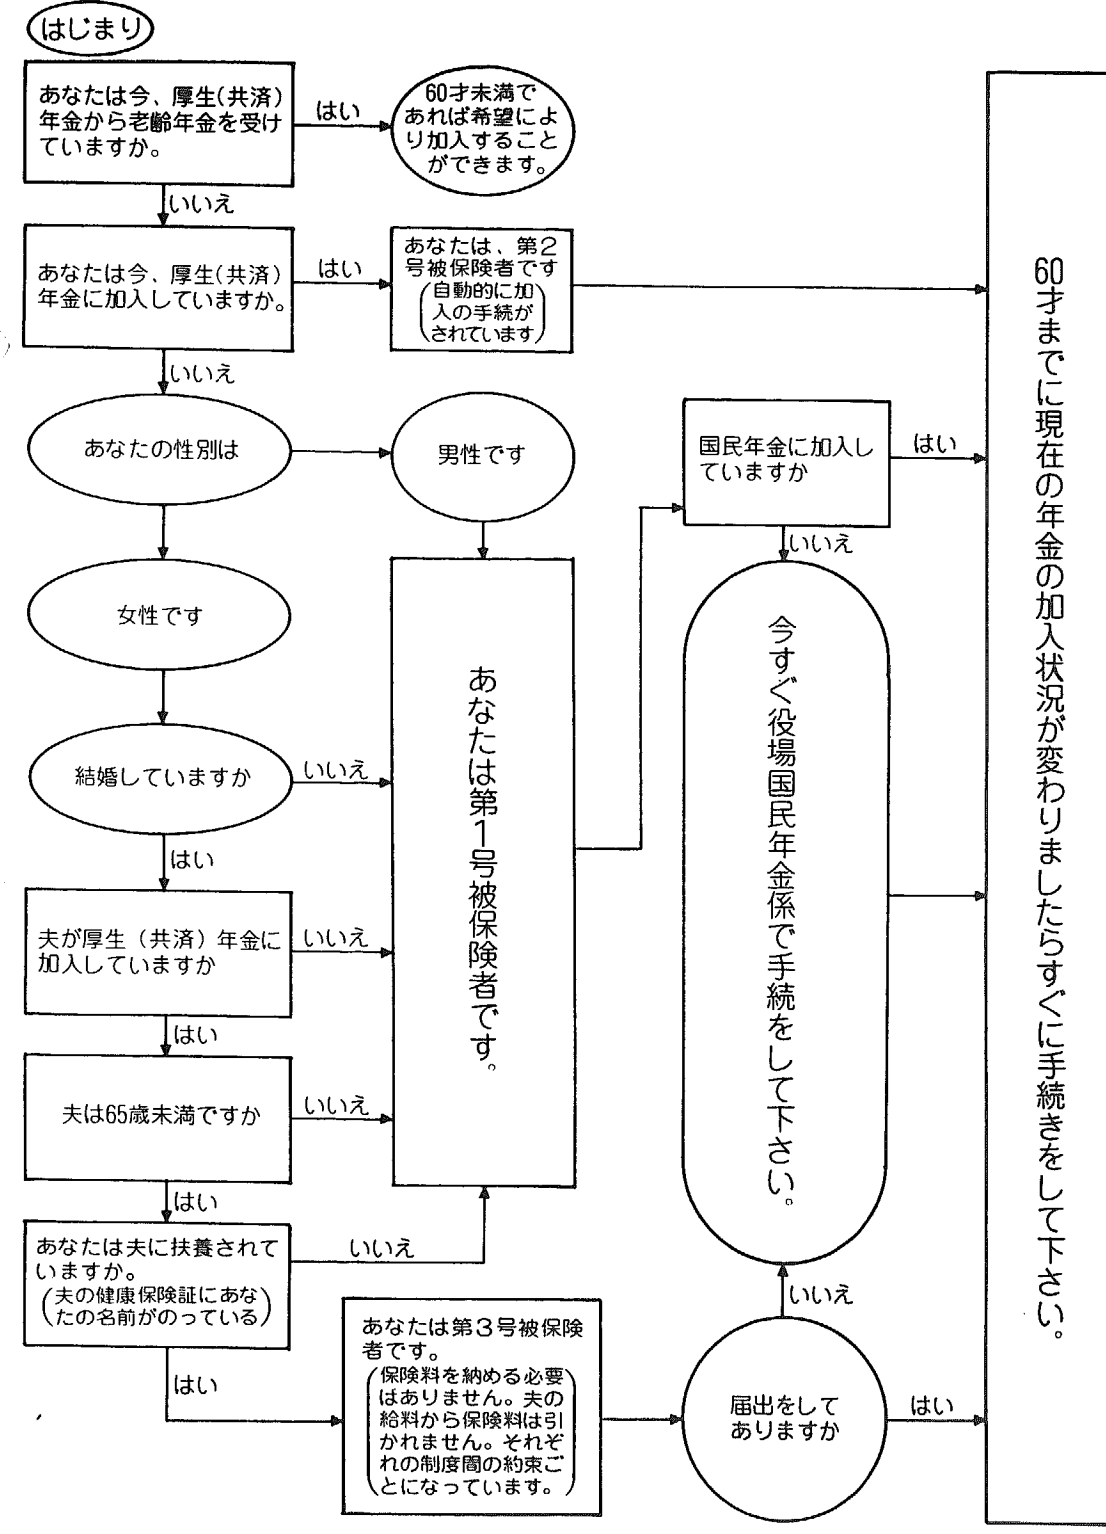 はじまり
あなたは今、厚生(共済)
年金から老齢年金を受け
ていますか。
はい
60才未満で
あれば希望によ
り加入すること
ができます。
いいえ
あなたは今、厚生(共済)
年金に加入していますか。
はい
あなたは、第2
号被保険者です
(自動的に加
入の手続が
されています)
いいえ
あなたの性別は
男性です
女性です
結婚していますか
いいえ
はい
夫が厚生(共済)年金に
加入していますか
いいえ
はい
夫は65歳未満ですか
いいえ
はい
あなたは夫に扶養されて
いますか。
(夫の健康保険証にあな
たの名前がのっている)
いいえ
はい
あなたは第1号被保険者です。
あなたは第3号被保険
者です。
(保険料を納める必要
はありません。夫の
給料から保険料は引
かれません。それぞ
れの制度間の約束ご
とになっています。)
国民年金に加入し
ていますか
はい
いいえ
今すぐ役場国民年金係で手続をして下さい。
いいえ
届出をして
ありますか
はい
60才までに現在の年金の加入状況が変わりましたらすぐに手続きをして下さい。